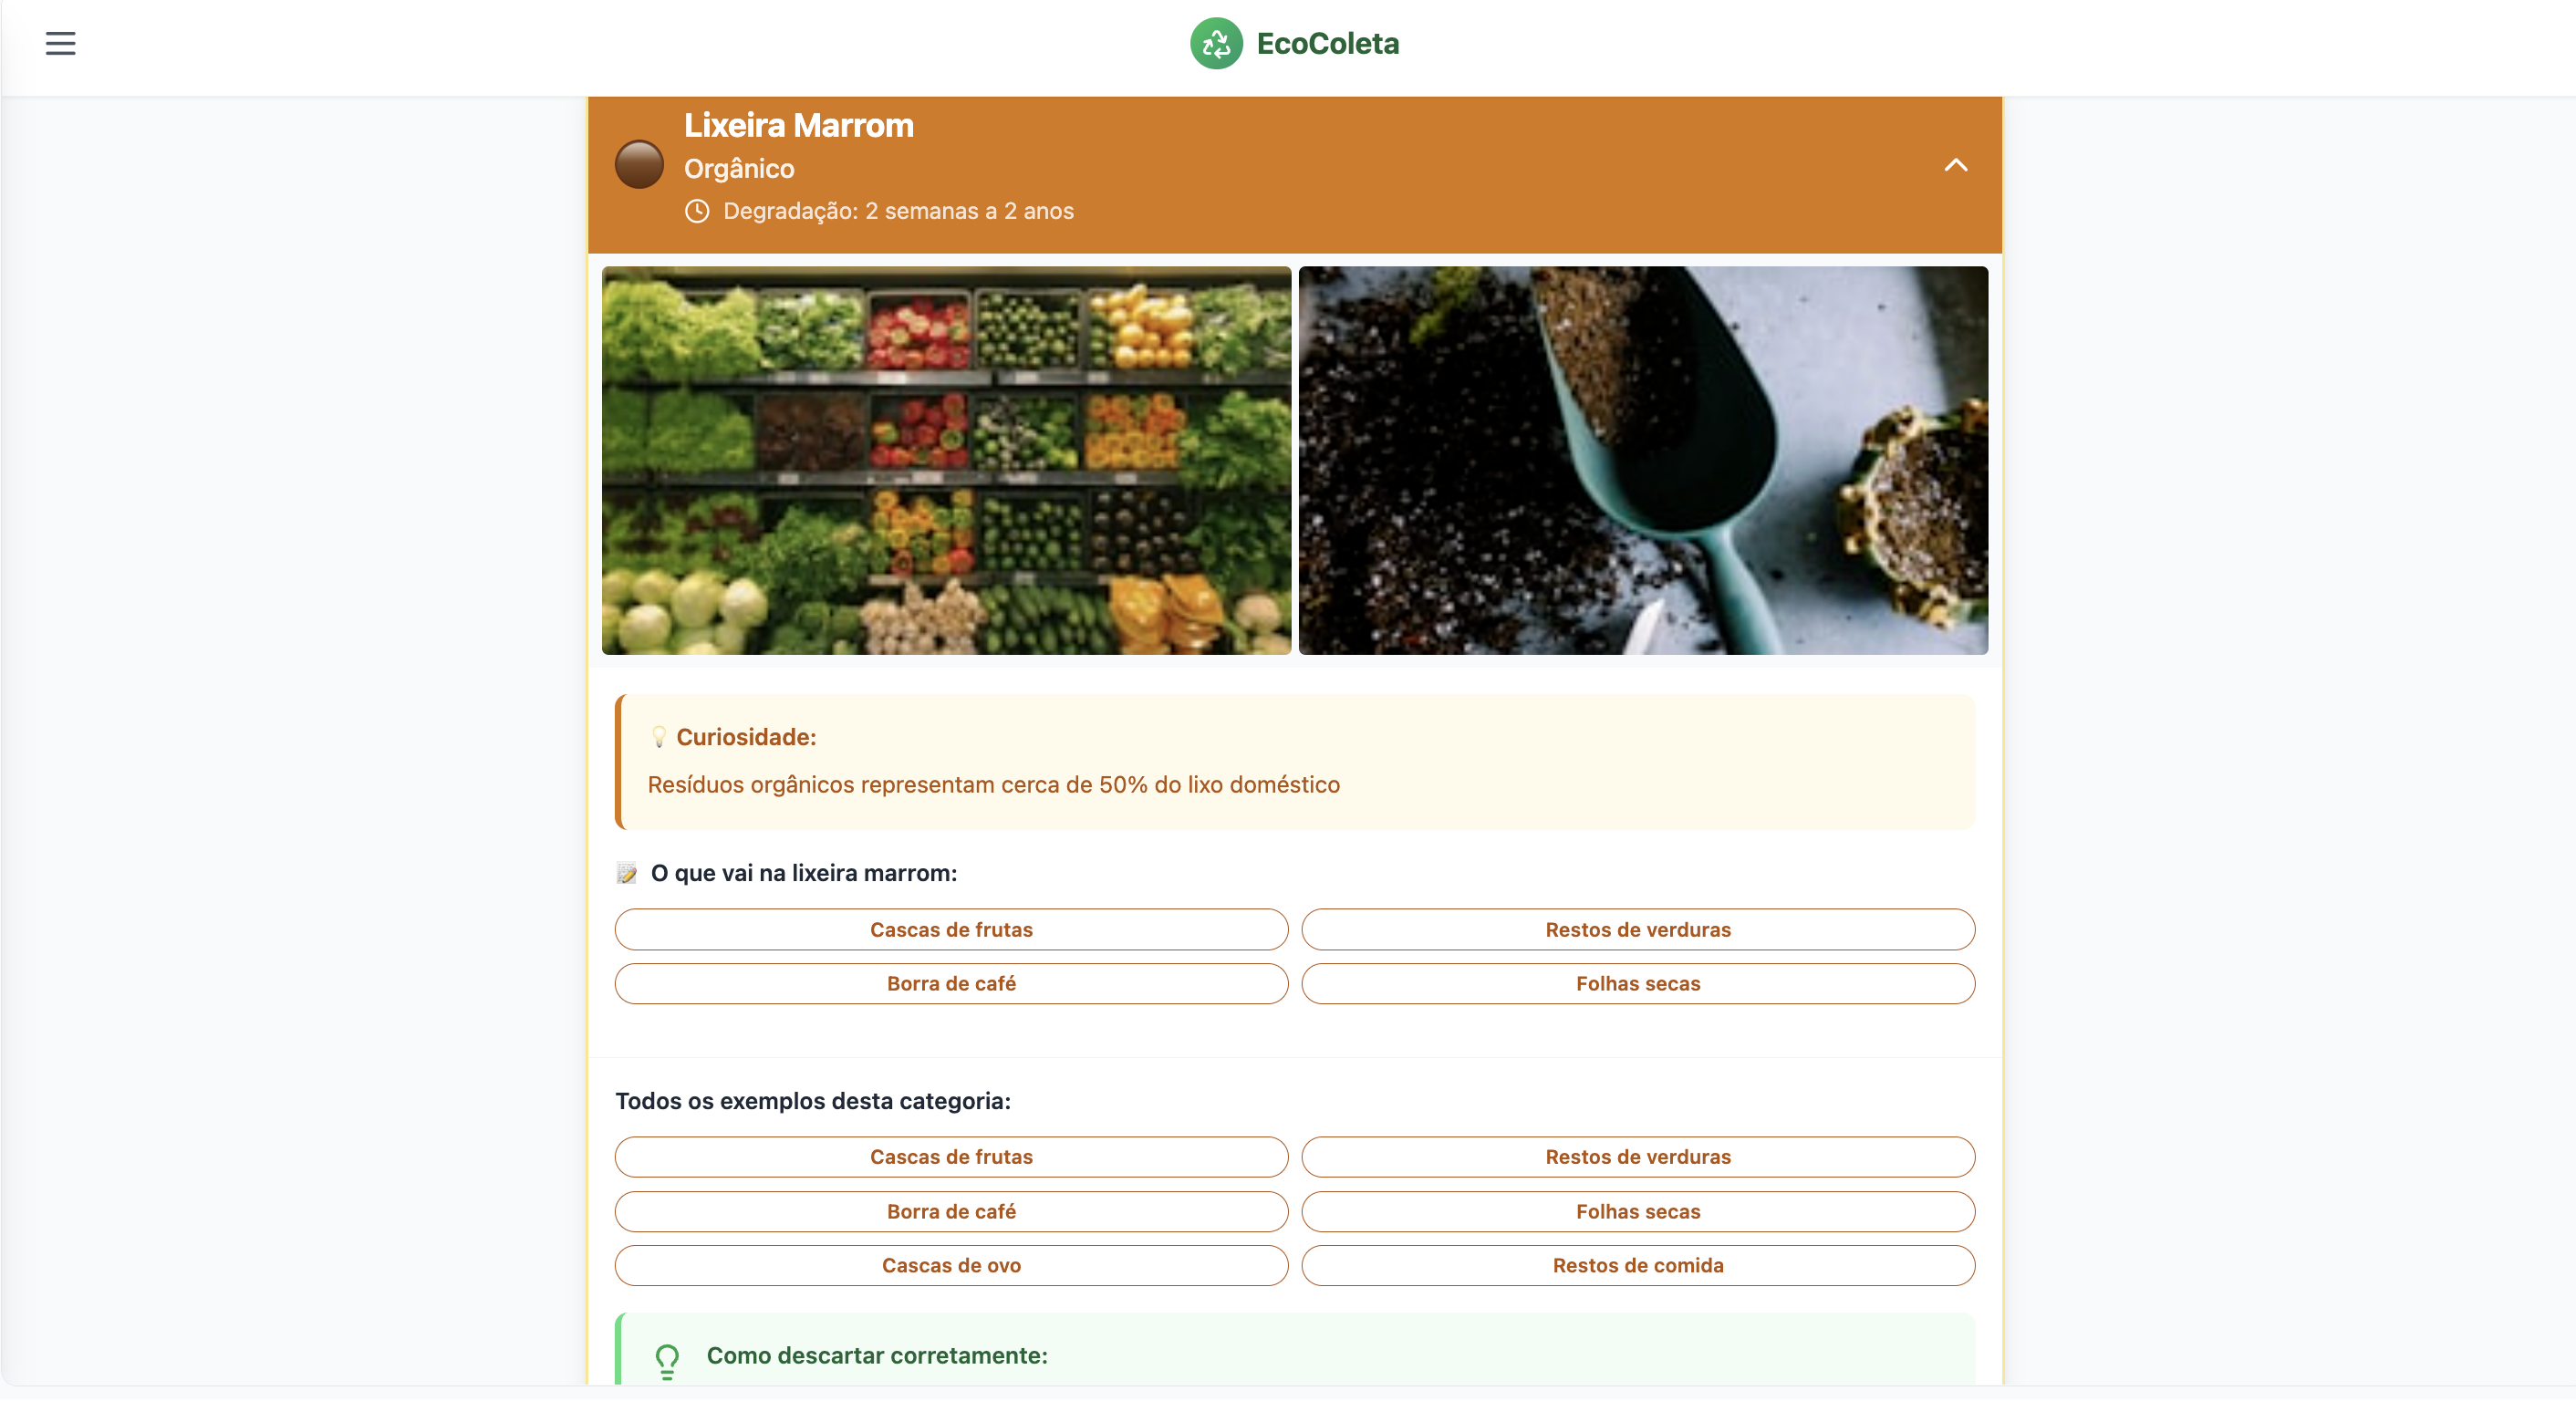 EcoColeta
Lixeira Marrom
Orgânico
Degradação: 2 semanas a 2 anos
Curiosidade:
Resíduos orgânicos representam cerca de 50% do lixo doméstico
O que vai na lixeira marrom:
Cascas de frutas
Restos de verduras
Borra de café
Folhas secas
Todos os exemplos desta categoria:
Cascas de frutas
Restos de verduras
Borra de café
Folhas secas
Cascas de ovo
Restos de comida
Como descartar corretamente: